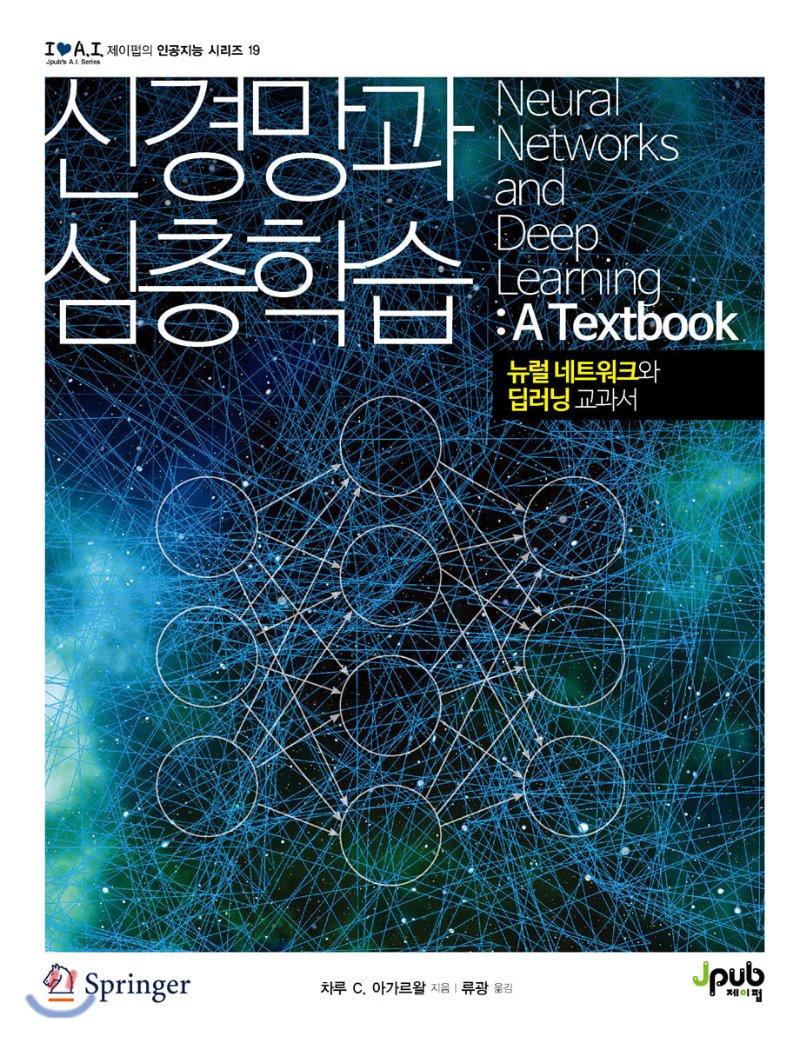 I♥A.I. 제이펍의 인공지능 시리즈 19
Jpub's A.I. Series
신경망과
심층학습
Neural
Networks
and
Deep
Learning
: A Textbook
뉴럴 네트워크와
딥러닝 교과서
Springer
차루 C. 아가르왈 지음 | 류광 옮김
Jpub
제이펍